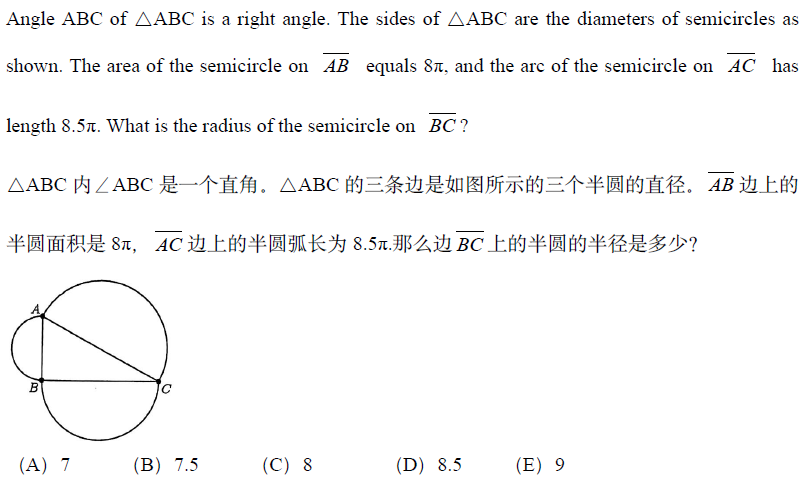 Angle ABC of △ABC is a right angle. The sides of △ABC are the diameters of semicircles as
shown. The area of the semicircle on AB equals 8π, and the arc of the semicircle on AC has
length 8.5π. What is the radius of the semicircle on BC?
△ABC 内∠ABC 是一个直角。△ABC 的三条边是如图所示的三个半圆的直径。AB 边上的
半圆面积是 8π， AC 边上的半圆弧长为 8.5π.那么边 BC 上的半圆的半径是多少?
A
B
C
(A) 7 (B) 7.5 (C) 8 (D) 8.5 (E) 9